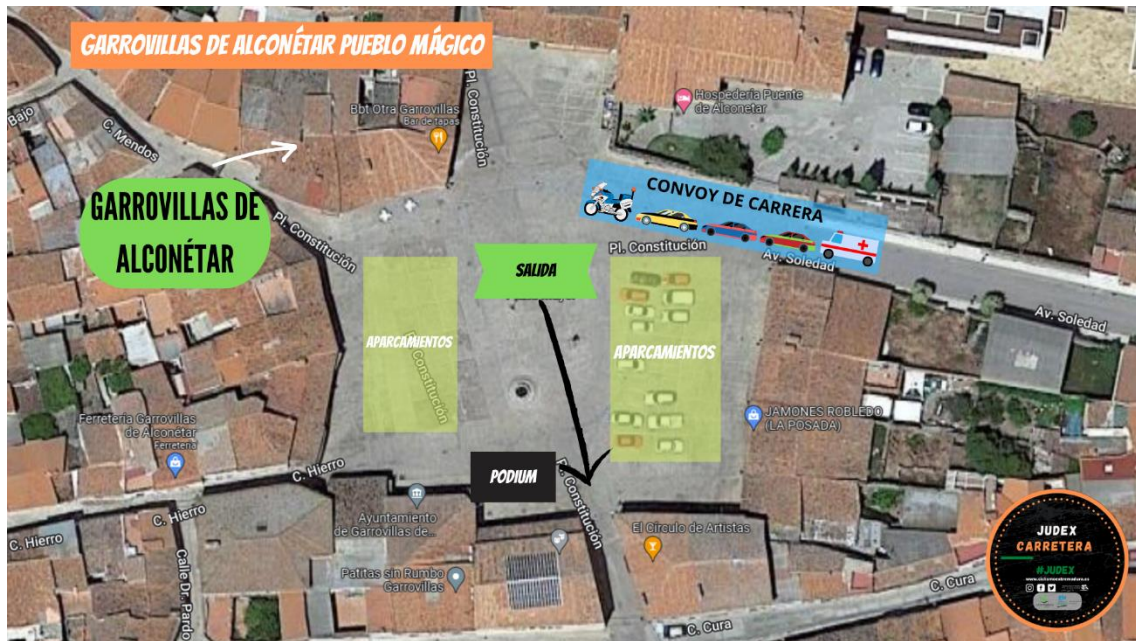 GARROVILLAS DE ALCONÉTAR PUEBLO MÁGICO
Bajo
C. Mendos
Bbt Otra Garrovillas
Bar de tapas
Pl. Constitución
Hospedería Puente
de Alconetar
GARROVILLAS DE
ALCONÉTAR
Pl. Constitución
CONVOY DE CARRERA
Pl. Constitución
Av. Soledad
Av. Soledad
SALIDA
APARCAMIENTOS
APARCAMIENTOS
Pl. Constitución
JAMONES ROBLEDO
(LA POSADA)
Ferretería Garrovillas
de Alconétar
Ferretería
C. Hierro
PODIUM
Pl. Constitución
C. Hierro
C. Hierro
Calle Dr. Pardo
Ayuntamiento
de Garrovillas de...
El Círculo de Artistas
Patitas sin Rumbo
Garrovillas
C. Cura
C. Cura
JUDEX
CARRETERA
#JUDEX